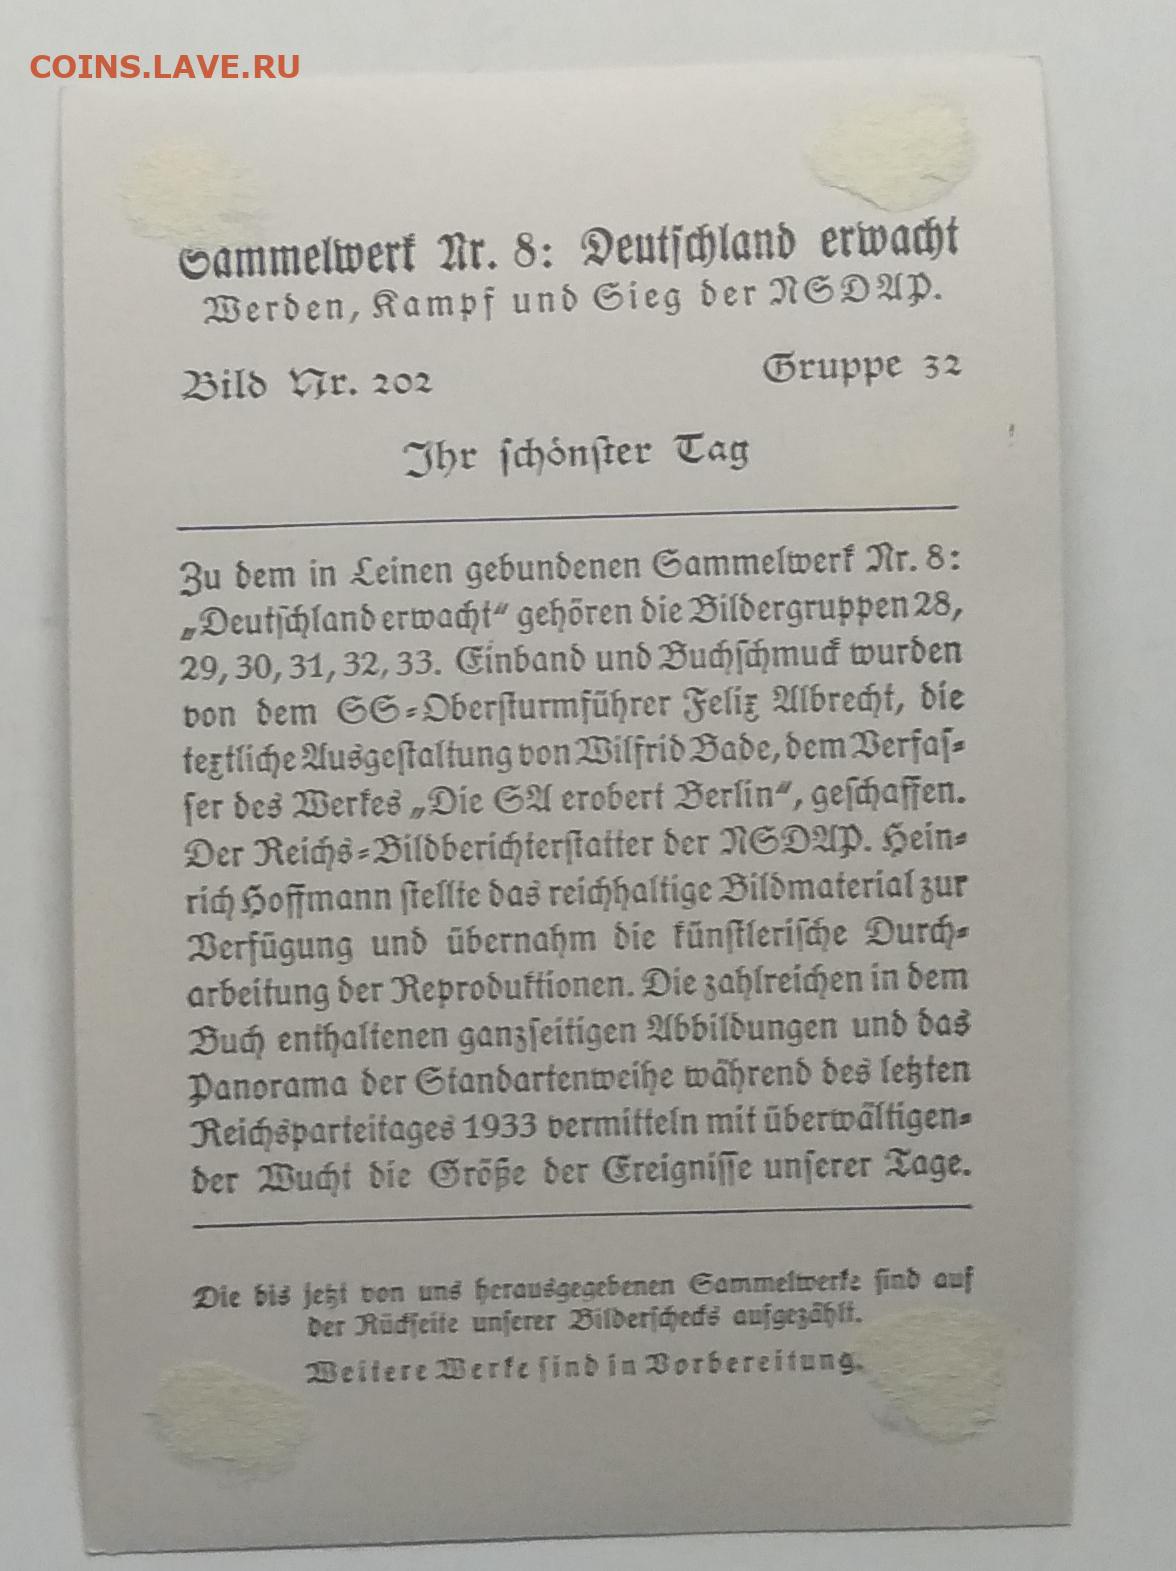 COINS.LAVE.RU
Sammelwerk Nr. 8: Deutſchland erwacht
Werden, Kampf und Sieg der NSDAP.
Bild Nr. 202 Gruppe 32
Ihr ſchönſter Tag
Zu dem in Leinen gebundenen Sammelwerk Nr. 8:
„Deutſchland erwacht“ gehören die Bildergruppen 28,
29, 30, 31, 32, 33. Einband und Buchſchmuck wurden
von dem SS-Oberſturmführer Felix Albrecht, die
textliche Ausgeſtaltung von Wilfrid Bade, dem Verfaſ-
ſer des Werkes „Die SA erobert Berlin“, geſchaffen.
Der Reichs-Bildberichterſtatter der NSDAP. Hein-
rich Hoffmann ſtellte das reichhaltige Bildmaterial zur
Verfügung und übernahm die künſtleriſche Durch-
arbeitung der Reproduktionen. Die zahlreichen in dem
Buch enthaltenen ganzſeitigen Abbildungen und das
Panorama der Standartenweihe während des letzten
Reichsparteitages 1933 vermitteln mit überwältigen-
der Wucht die Größe der Ereigniſſe unſerer Tage.
Die bis jetzt von uns herausgegebenen Sammelwerke ſind auf
der Rückſeite unſerer Bilderſchecks aufgezählt.
Weitere Werke ſind in Vorbereitung.